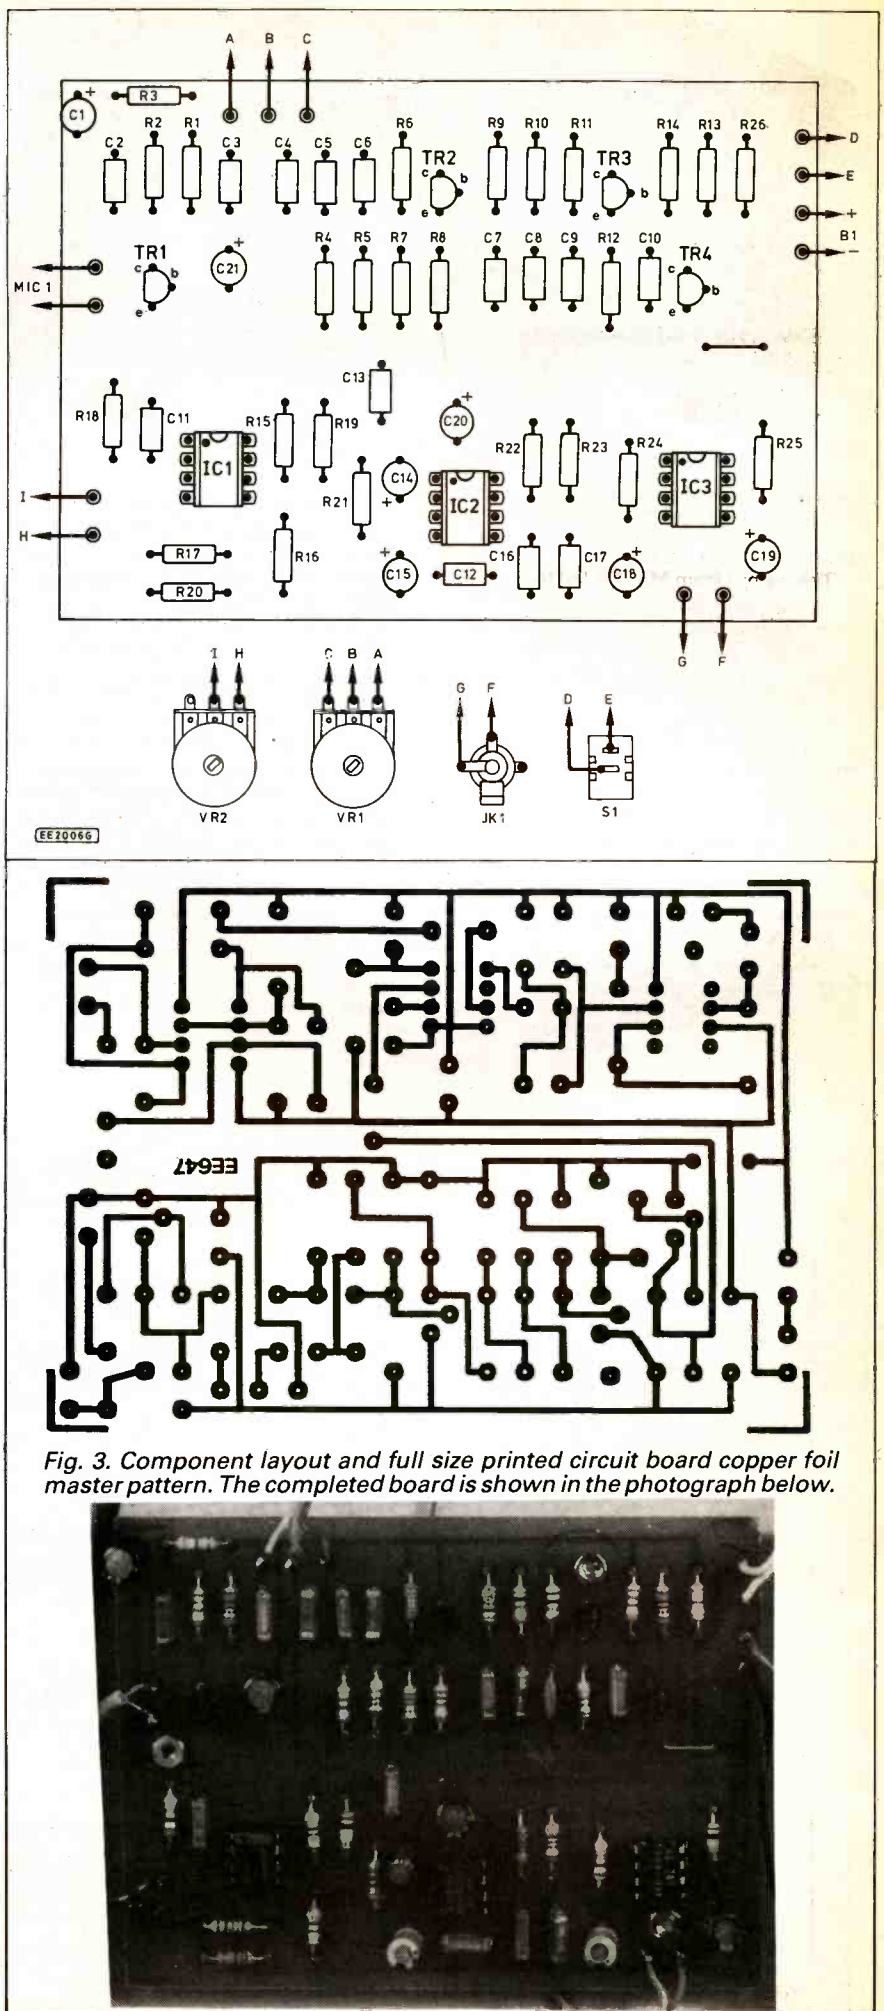 A B C
C1 + R3
R2 R1 R6 R9 R10 R11 R14 R13 R26
C2 C3 C4 C5 C6 TR2 TR3 D
c b e c b e E
+
R4 R5 R7 R8 C7 C8 C9 R12 C10 B1
TR1 + TR4 −
c b e C21 c b e
MIC 1
C13
R18 C11 R15 R19 + C20 R22 R23 R24 R25
IC1 C14 IC2 IC3
I R21 +
H R17 R16 + C15 C16 C17 + C18 + C19
R20 C12
G F
I H C B A G F D E
VR2 VR1 JK1 S1
EE2006G
EE647
Fig. 3. Component layout and full size printed circuit board copper foil
master pattern. The completed board is shown in the photograph below.